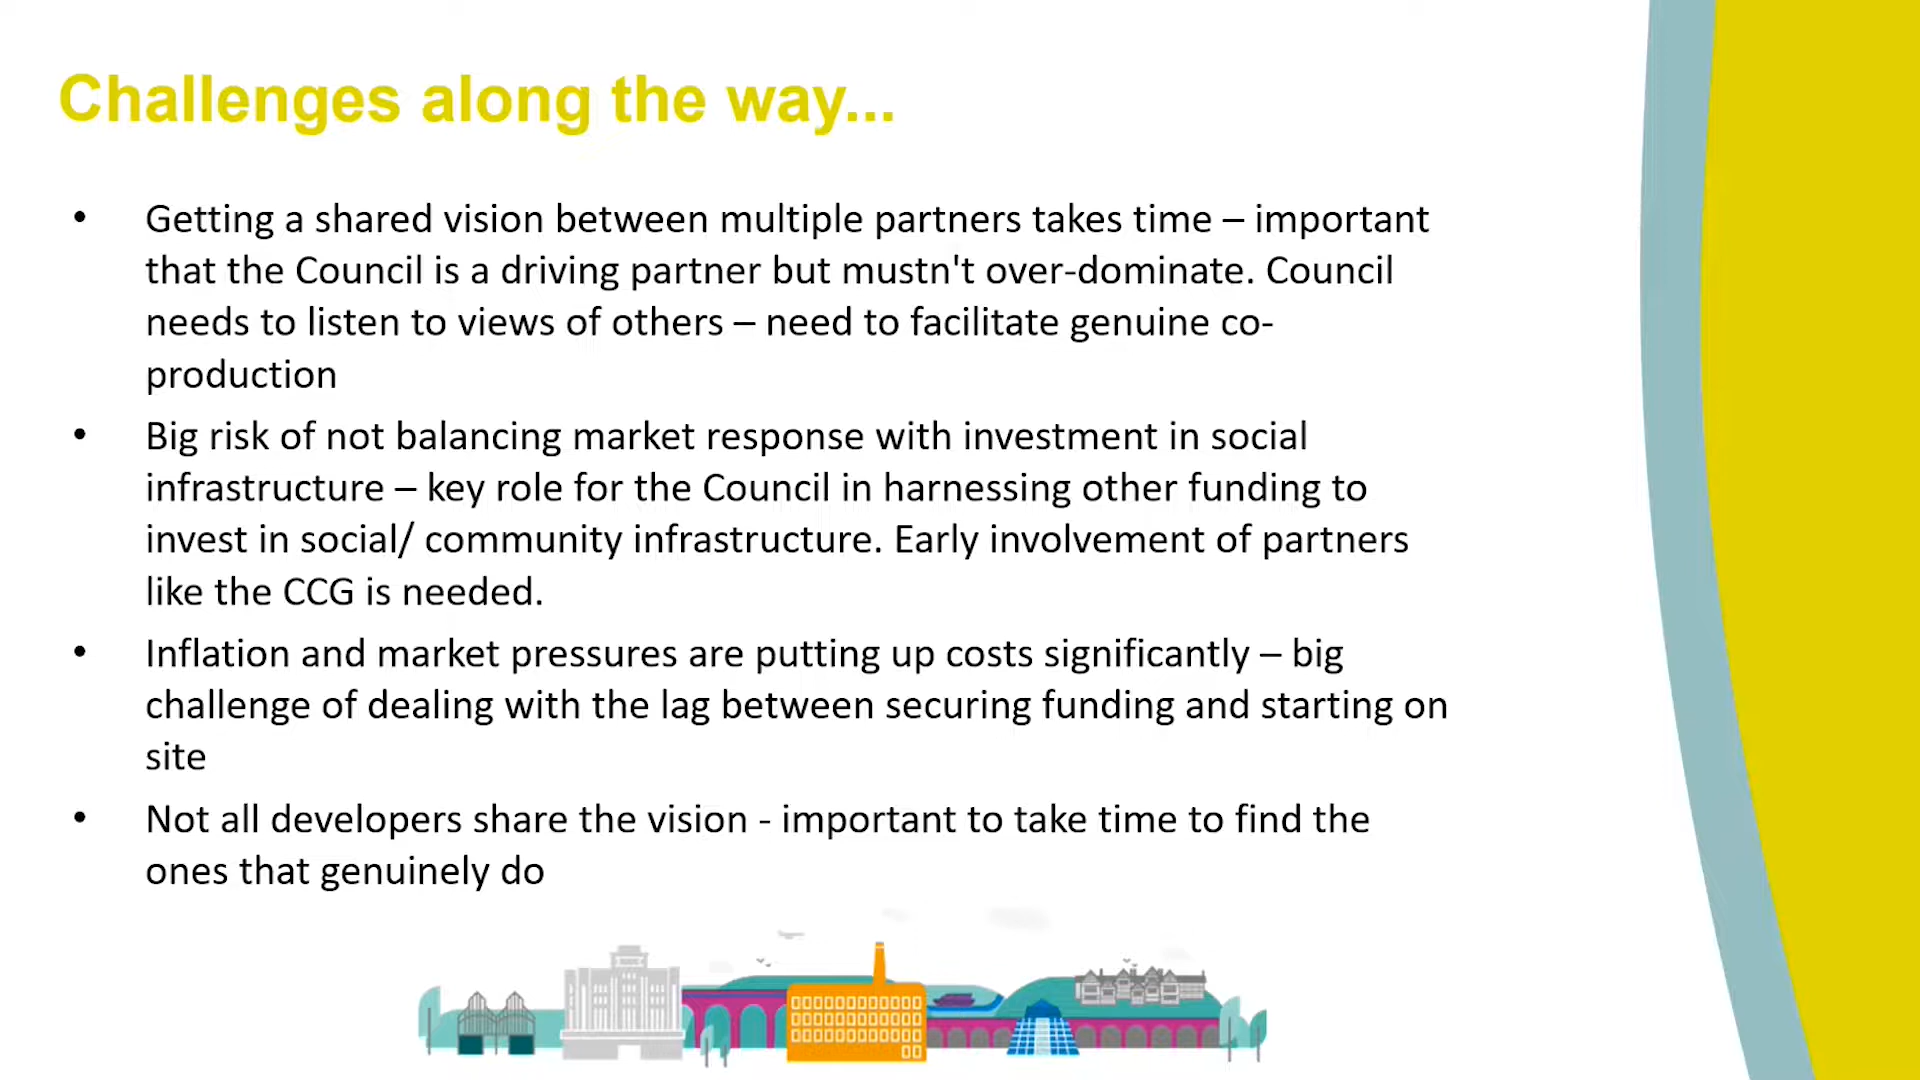 Challenges along the way...
• Getting a shared vision between multiple partners takes time – important
that the Council is a driving partner but mustn't over-dominate. Council
needs to listen to views of others – need to facilitate genuine co-
production
• Big risk of not balancing market response with investment in social
infrastructure – key role for the Council in harnessing other funding to
invest in social/ community infrastructure. Early involvement of partners
like the CCG is needed.
• Inflation and market pressures are putting up costs significantly – big
challenge of dealing with the lag between securing funding and starting on
site
• Not all developers share the vision - important to take time to find the
ones that genuinely do